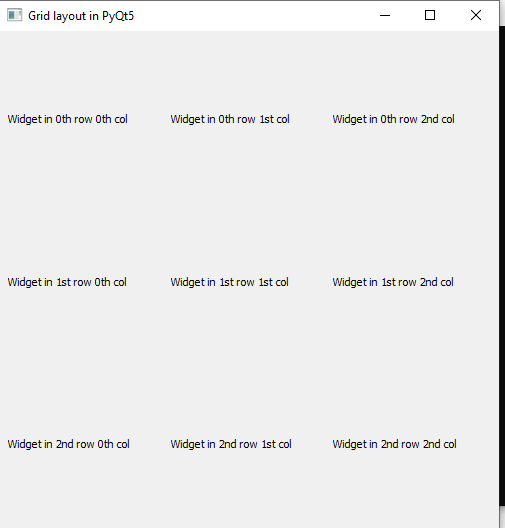 Grid layout in PyQt5
Widget in 0th row 0th col Widget in 0th row 1st col Widget in 0th row 2nd col
Widget in 1st row 0th col Widget in 1st row 1st col Widget in 1st row 2nd col
Widget in 2nd row 0th col Widget in 2nd row 1st col Widget in 2nd row 2nd col